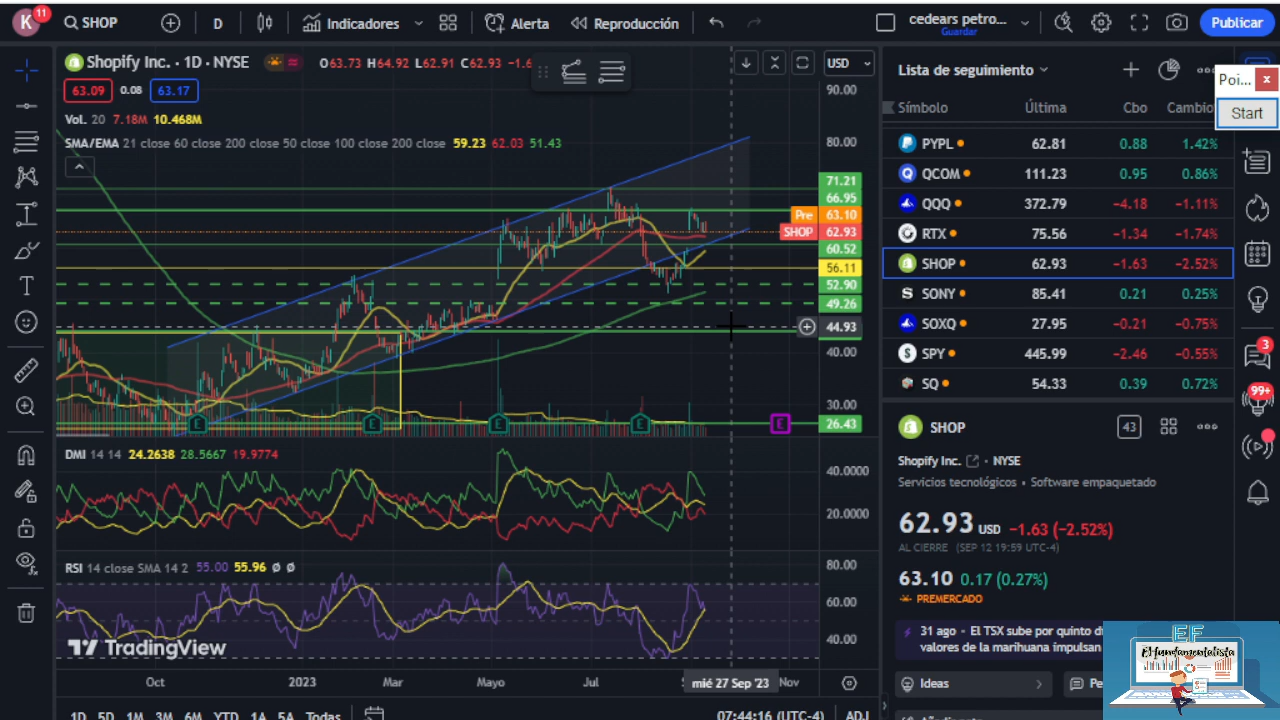 K 11 SHOP D Indicadores Alerta Reproducción cedears petro... Publicar
Guardar
Shopify Inc. · 1D · NYSE O63.73 H64.92 L62.91 C62.93 −1.6
63.09 0.08 63.17
Vol. 20 7.18M 10.468M
SMA/EMA 21 close 60 close 200 close 50 close 100 close 200 close 59.23 62.03 51.43
USD
90.00
80.00
71.21
66.95
Pre 63.10
SHOP 62.93
60.52
56.11
52.90
49.26
44.93
40.00
30.00
26.43
E E E E E
DMI 14 14 24.2638 28.5667 19.9774
40.0000
20.0000
RSI 14 close SMA 14 2 55.00 55.96 ø ø
80.00
60.00
40.00
TradingView
Oct 2023 Mar Mayo Jul mié 27 Sep '23 Nov
1D 5D 1M 3M 6M YTD 1A 5A Todas 07:44:16 (UTC-4) ADJ
Lista de seguimiento
Símbolo Última Cbo Cambio
PYPL 62.81 0.88 1.42%
QCOM 111.23 0.95 0.86%
QQQ 372.79 −4.18 −1.11%
RTX 75.56 −1.34 −1.74%
SHOP 62.93 −1.63 −2.52%
SONY 85.41 0.21 0.25%
SOXQ 27.95 −0.21 −0.75%
SPY 445.99 −2.46 −0.55%
SQ 54.33 0.39 0.72%
SHOP 43
Shopify Inc. · NYSE
Servicios tecnológicos • Software empaquetado
62.93 USD −1.63 (−2.52%)
AL CIERRE (SEP 12 19:59 UTC-4)
63.10 0.17 (0.27%)
PREMERCADO
31 ago - El TSX sube por quinto d
valores de la marihuana impulsan
Ideas
Poi... x
Start
3
99+
EF
El fundamentalista